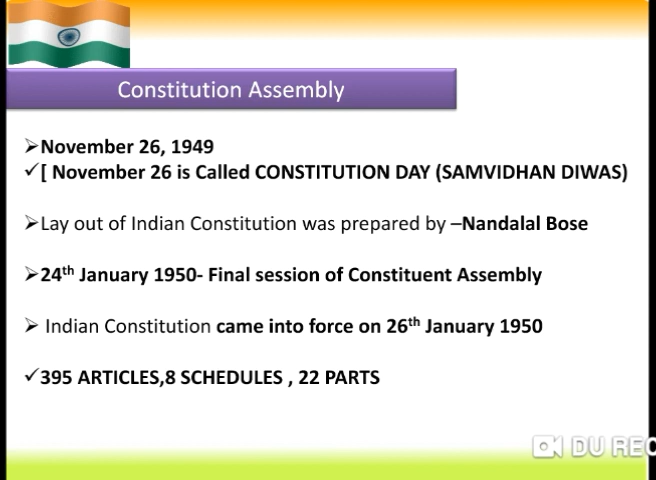 Constitution Assembly
➢November 26, 1949
✓[ November 26 is Called CONSTITUTION DAY (SAMVIDHAN DIWAS)
➢Lay out of Indian Constitution was prepared by –Nandalal Bose
➢24th January 1950- Final session of Constituent Assembly
➢ Indian Constitution came into force on 26th January 1950
✓395 ARTICLES,8 SCHEDULES , 22 PARTS
DU REC